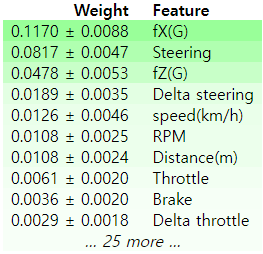 Weight Feature
0.1170 ± 0.0088 fX(G)
0.0817 ± 0.0047 Steering
0.0478 ± 0.0053 fZ(G)
0.0189 ± 0.0035 Delta steering
0.0126 ± 0.0046 speed(km/h)
0.0108 ± 0.0025 RPM
0.0108 ± 0.0024 Distance(m)
0.0061 ± 0.0020 Throttle
0.0036 ± 0.0020 Brake
0.0029 ± 0.0018 Delta throttle
... 25 more ...